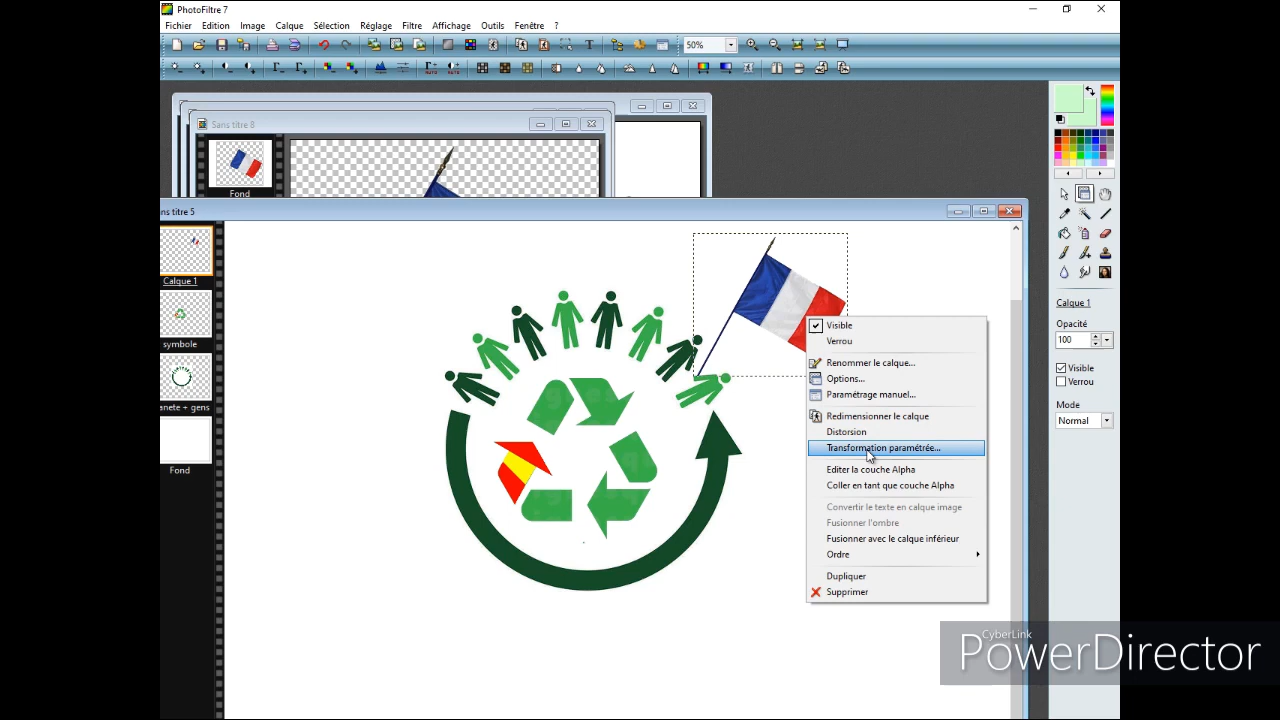 PhotoFiltre 7
Fichier Edition Image Calque Sélection Réglage Filtre Affichage Outils Fenêtre ?
50%
Sans titre 8
Fond
ns titre 5
Calque 1
symbole
anete + gens
Fond
Visible
Verrou
Renommer le calque...
Options...
Paramétrage manuel...
Redimensionner le calque
Distorsion
Transformation paramétrée...
Editer la couche Alpha
Coller en tant que couche Alpha
Convertir le texte en calque image
Fusionner l'ombre
Fusionner avec le calque inférieur
Ordre
Dupliquer
Supprimer
Calque 1
Opacité
100
Visible
Verrou
Mode
Normal
CyberLink
PowerDirector